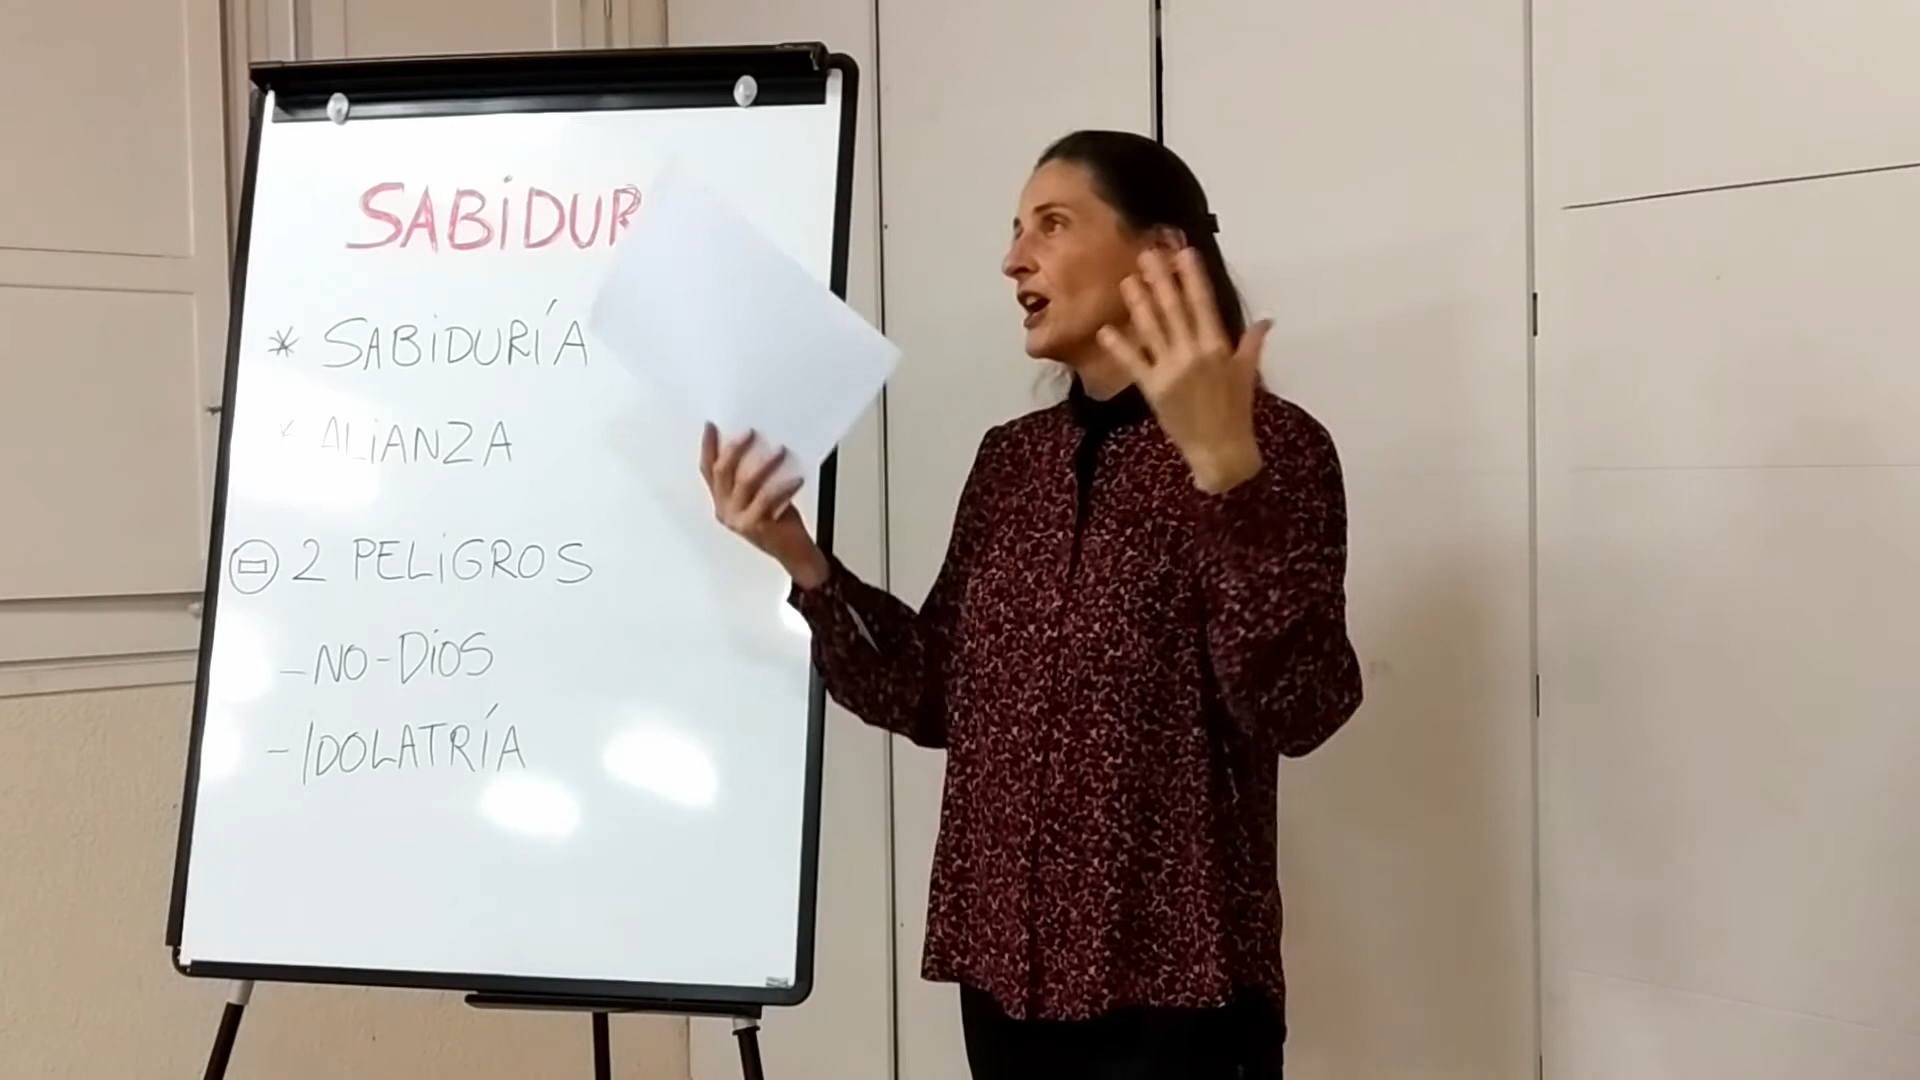 SABIDUR
* SABIDURÍA
* ALIANZA
⊖ 2 PELIGROS
- NO-DIOS
- IDOLATRÍA